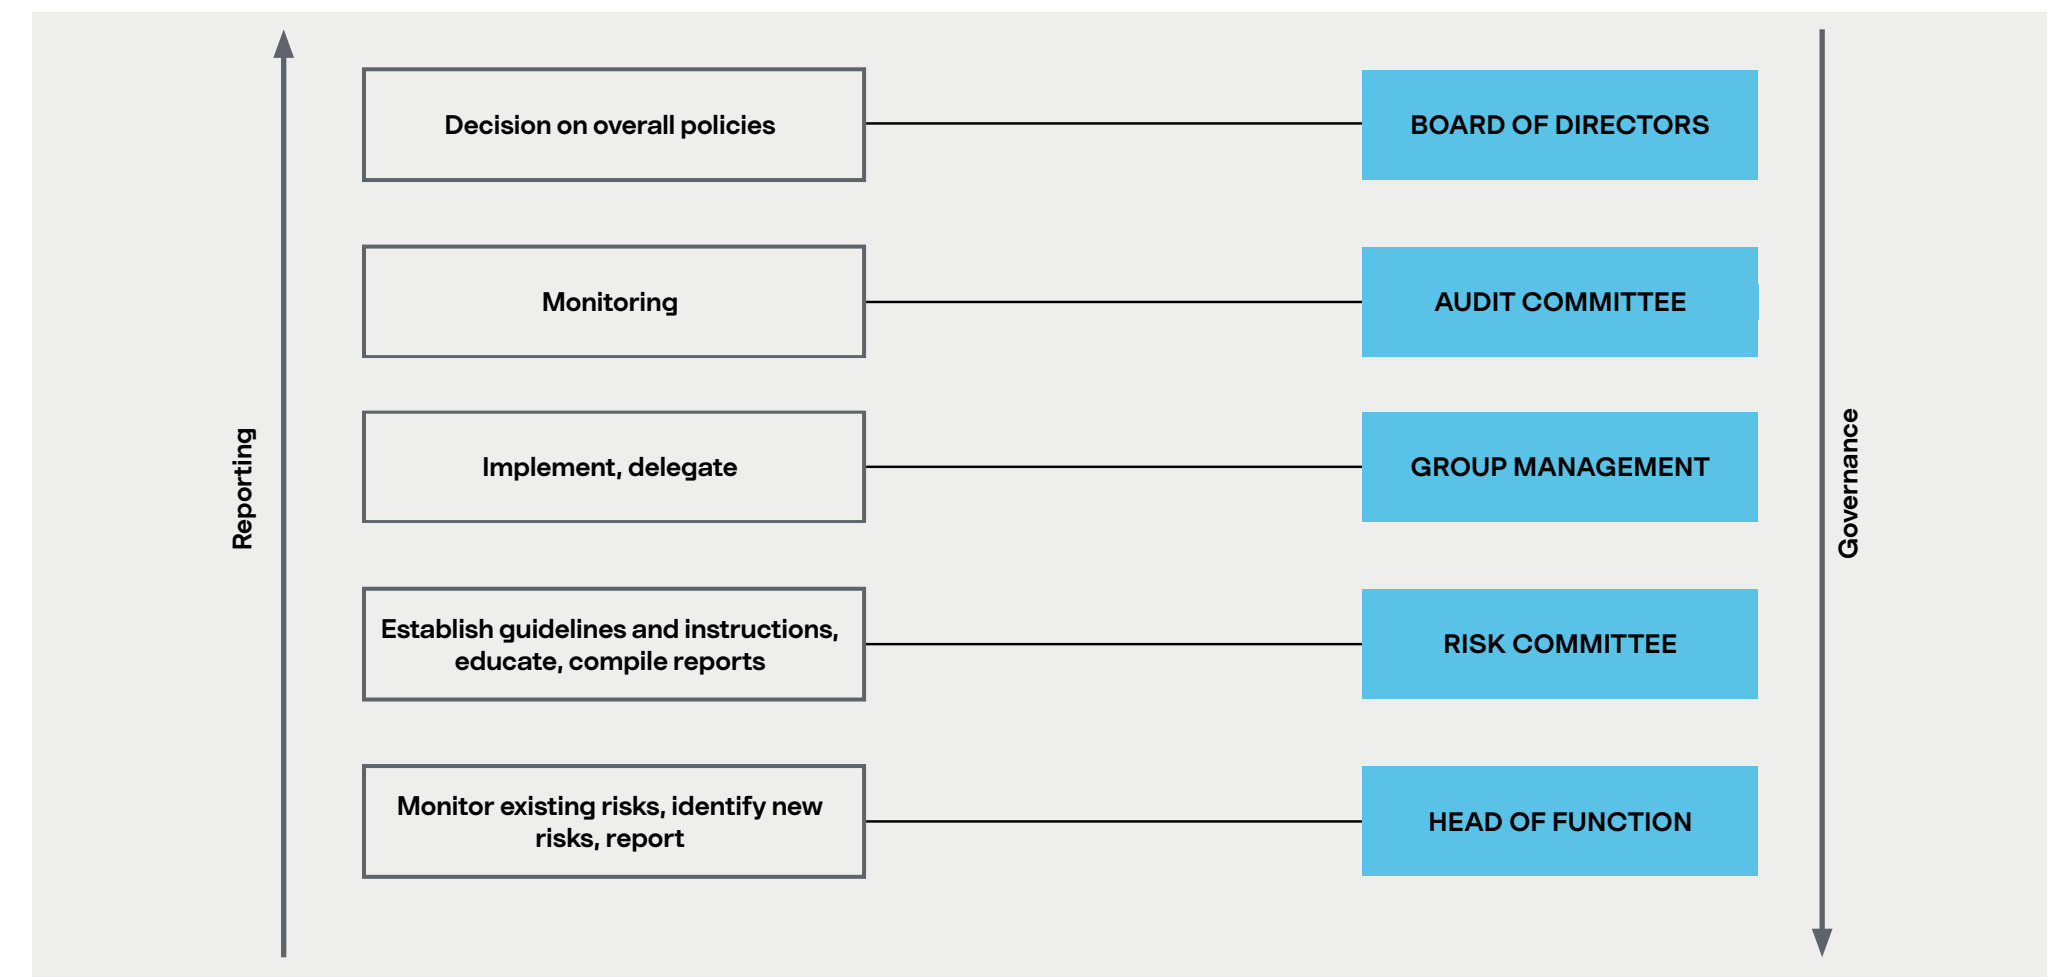 Decision on overall policies
BOARD OF DIRECTORS
Monitoring
AUDIT COMMITTEE
Implement, delegate
GROUP MANAGEMENT
Reporting
Governance
Establish guidelines and instructions,
educate, compile reports
RISK COMMITTEE
Monitor existing risks, identify new
risks, report
HEAD OF FUNCTION